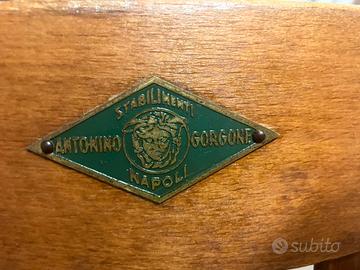 STABILIMENTI
ANTONINO GORGONE
NAPOLI
subito